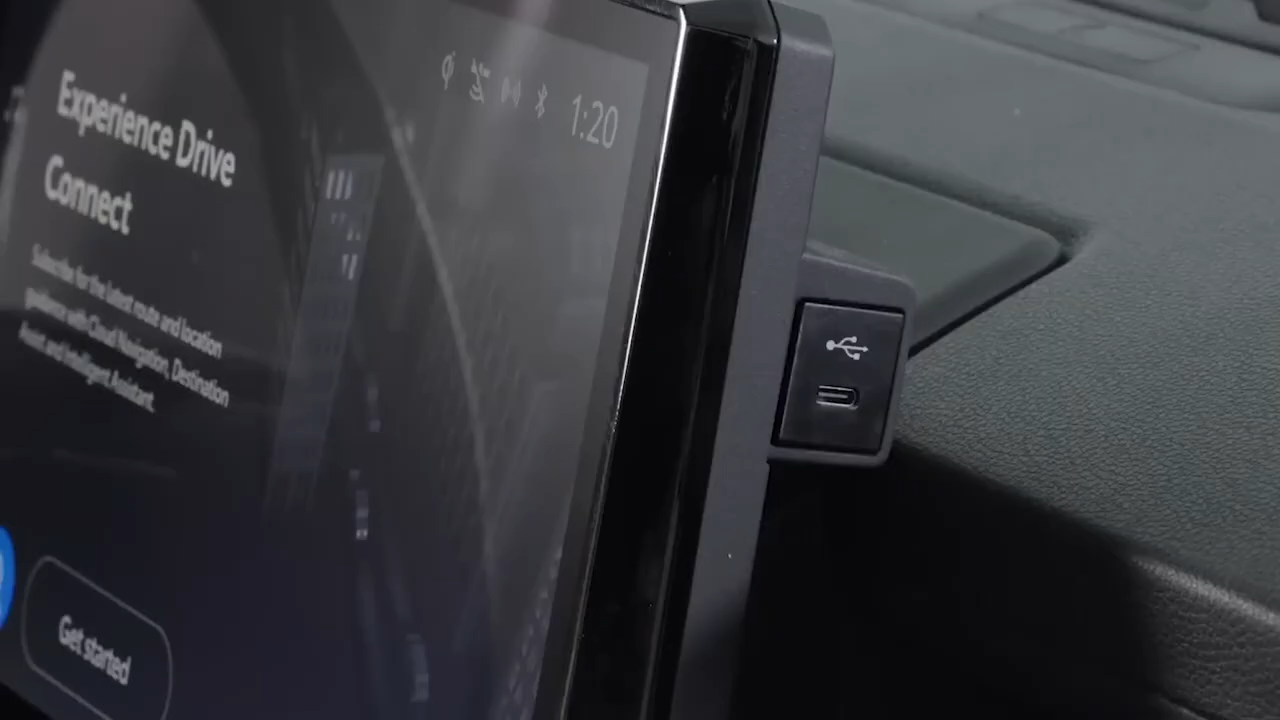 1:20
Experience Drive
Connect
Subscribe for the latest route and location
guidance with Cloud Navigation, Destination
Assist and Intelligent Assistant.
Get started